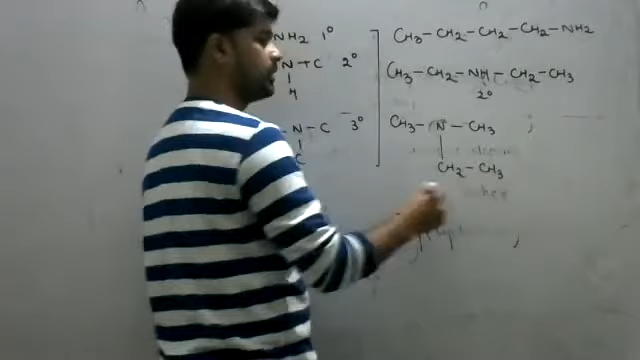 NH2 1°
N-C 2°
H
-N-C 3°
C
CH3-CH2-CH2-CH2-NH2
CH3-CH2-NH-CH2-CH3
2°
CH3-N-CH3
CH2-CH3